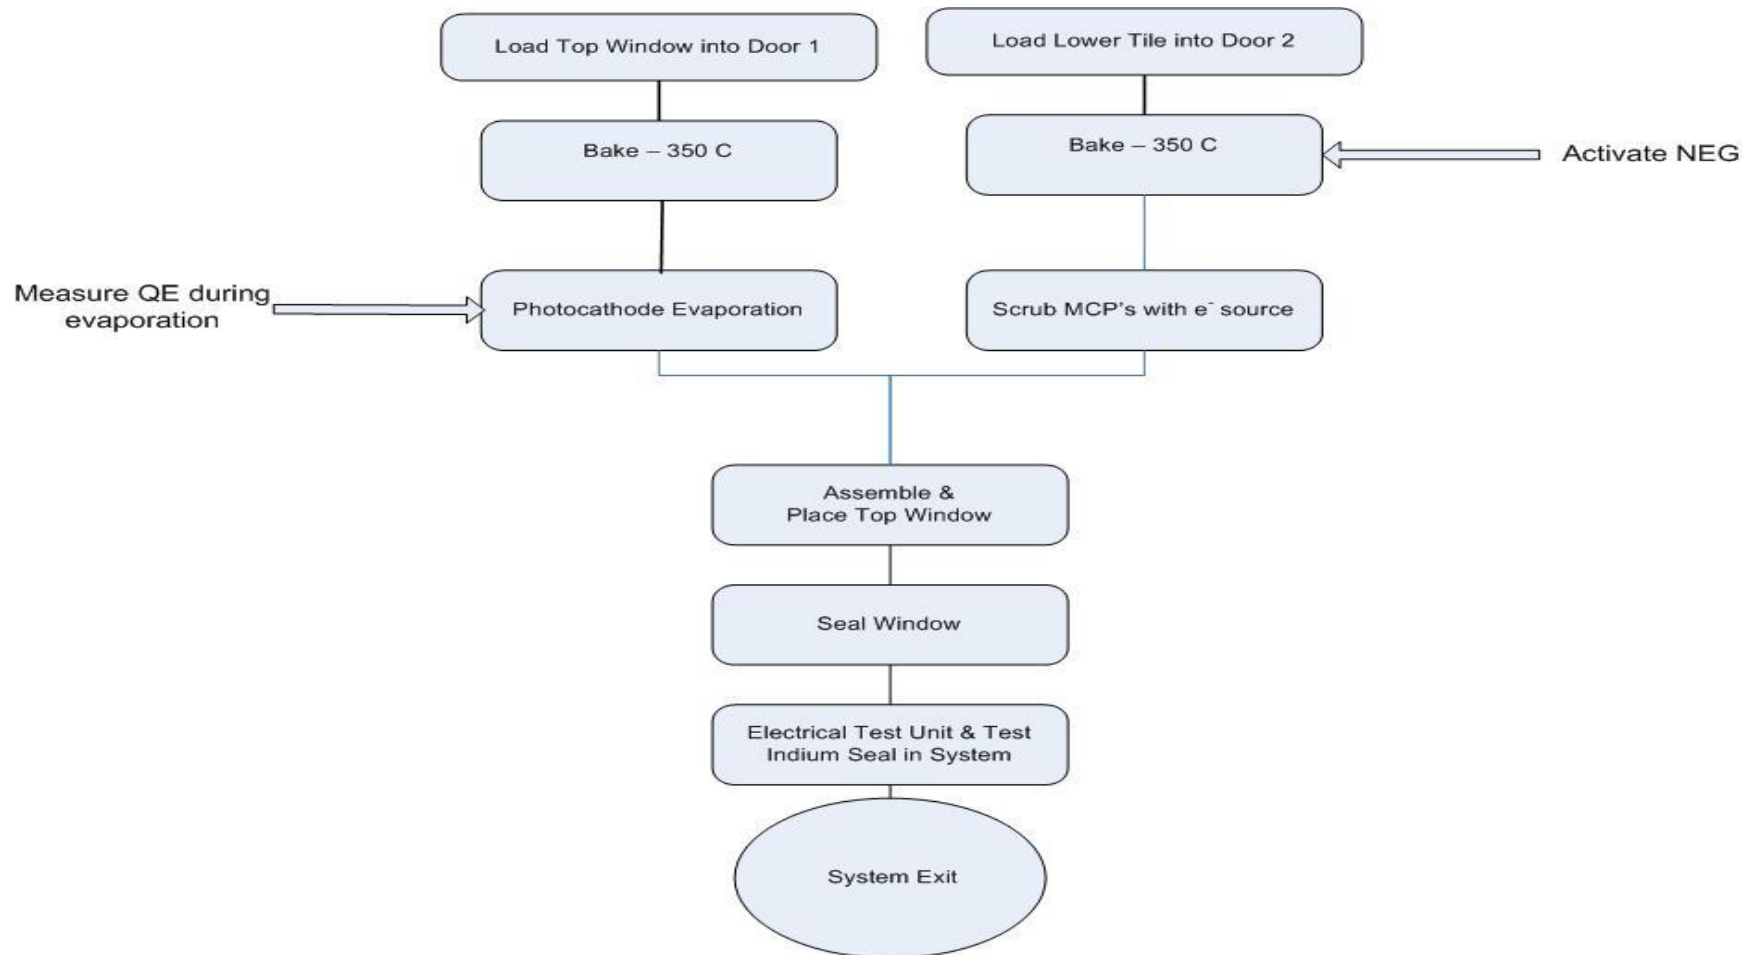 Load Top Window into Door 1
Load Lower Tile into Door 2
Bake – 350 C
Bake – 350 C
Activate NEG
Measure QE during
evaporation
Photocathode Evaporation
Scrub MCP's with e⁻ source
Assemble &
Place Top Window
Seal Window
Electrical Test Unit & Test
Indium Seal in System
System Exit